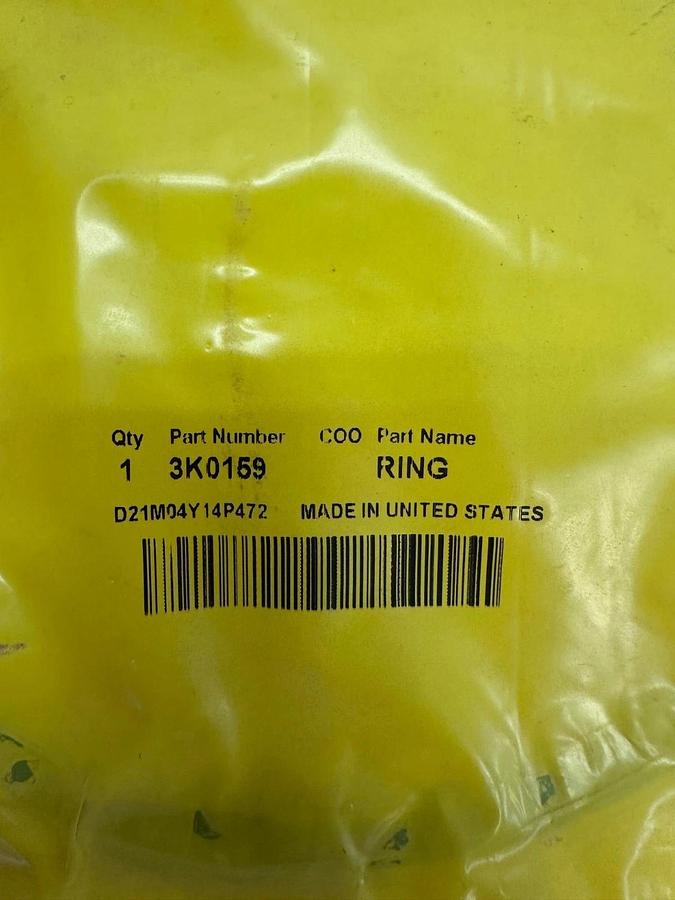 Qty Part Number COO Part Name
1 3K0159 RING
D21M04Y14P472 MADE IN UNITED STATES